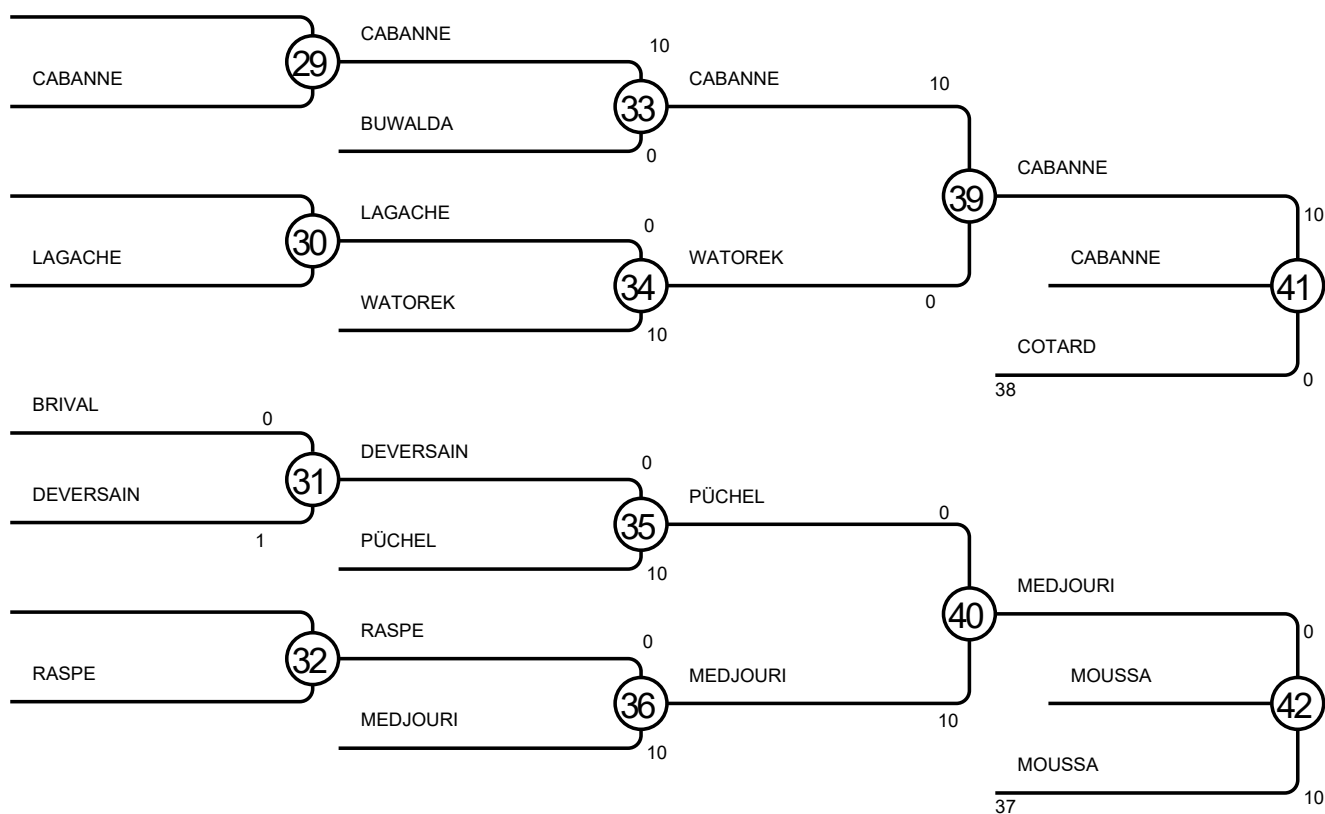 CABANNE
10
29
CABANNE
CABANNE
10
33
BUWALDA
0
CABANNE
39
LAGACHE
0
10
30
LAGACHE
WATOREK
CABANNE
34
41
WATOREK
0
10
COTARD
0
38
BRIVAL
0
DEVERSAIN
0
31
DEVERSAIN
PÜCHEL
0
35
1
PÜCHEL
10
MEDJOURI
40
RASPE
0
0
32
RASPE
MEDJOURI
MOUSSA
36
42
MEDJOURI
10
10
MOUSSA
10
37